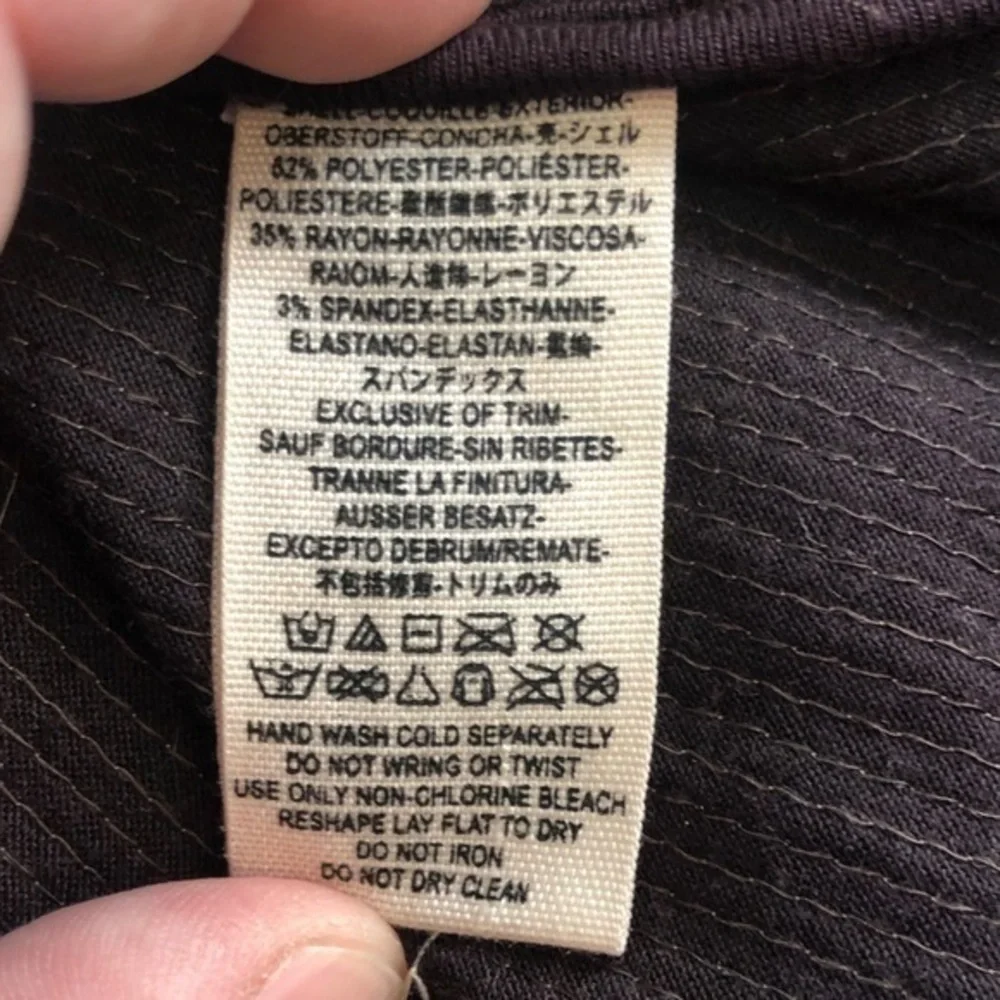 SHELL-COQUILLE-EXTERIOR-
OBERSTOFF-CONCHA-壳-シェル
62% POLYESTER-POLIÉSTER-
POLIESTERE-聚酯纖維-ポリエステル
35% RAYON-RAYONNE-VISCOSA-
RAIOM-人造絲-レーヨン
3% SPANDEX-ELASTHANNE-
ELASTANO-ELASTAN-
スパンデックス
EXCLUSIVE OF TRIM-
SAUF BORDURE-SIN RIBETES-
TRANNE LA FINITURA-
AUSSER BESATZ-
EXCEPTO DEBRUM/REMATE-
不包括修剪-トリムのみ
HAND WASH COLD SEPARATELY
DO NOT WRING OR TWIST
USE ONLY NON-CHLORINE BLEACH
RESHAPE LAY FLAT TO DRY
DO NOT IRON
DO NOT DRY CLEAN